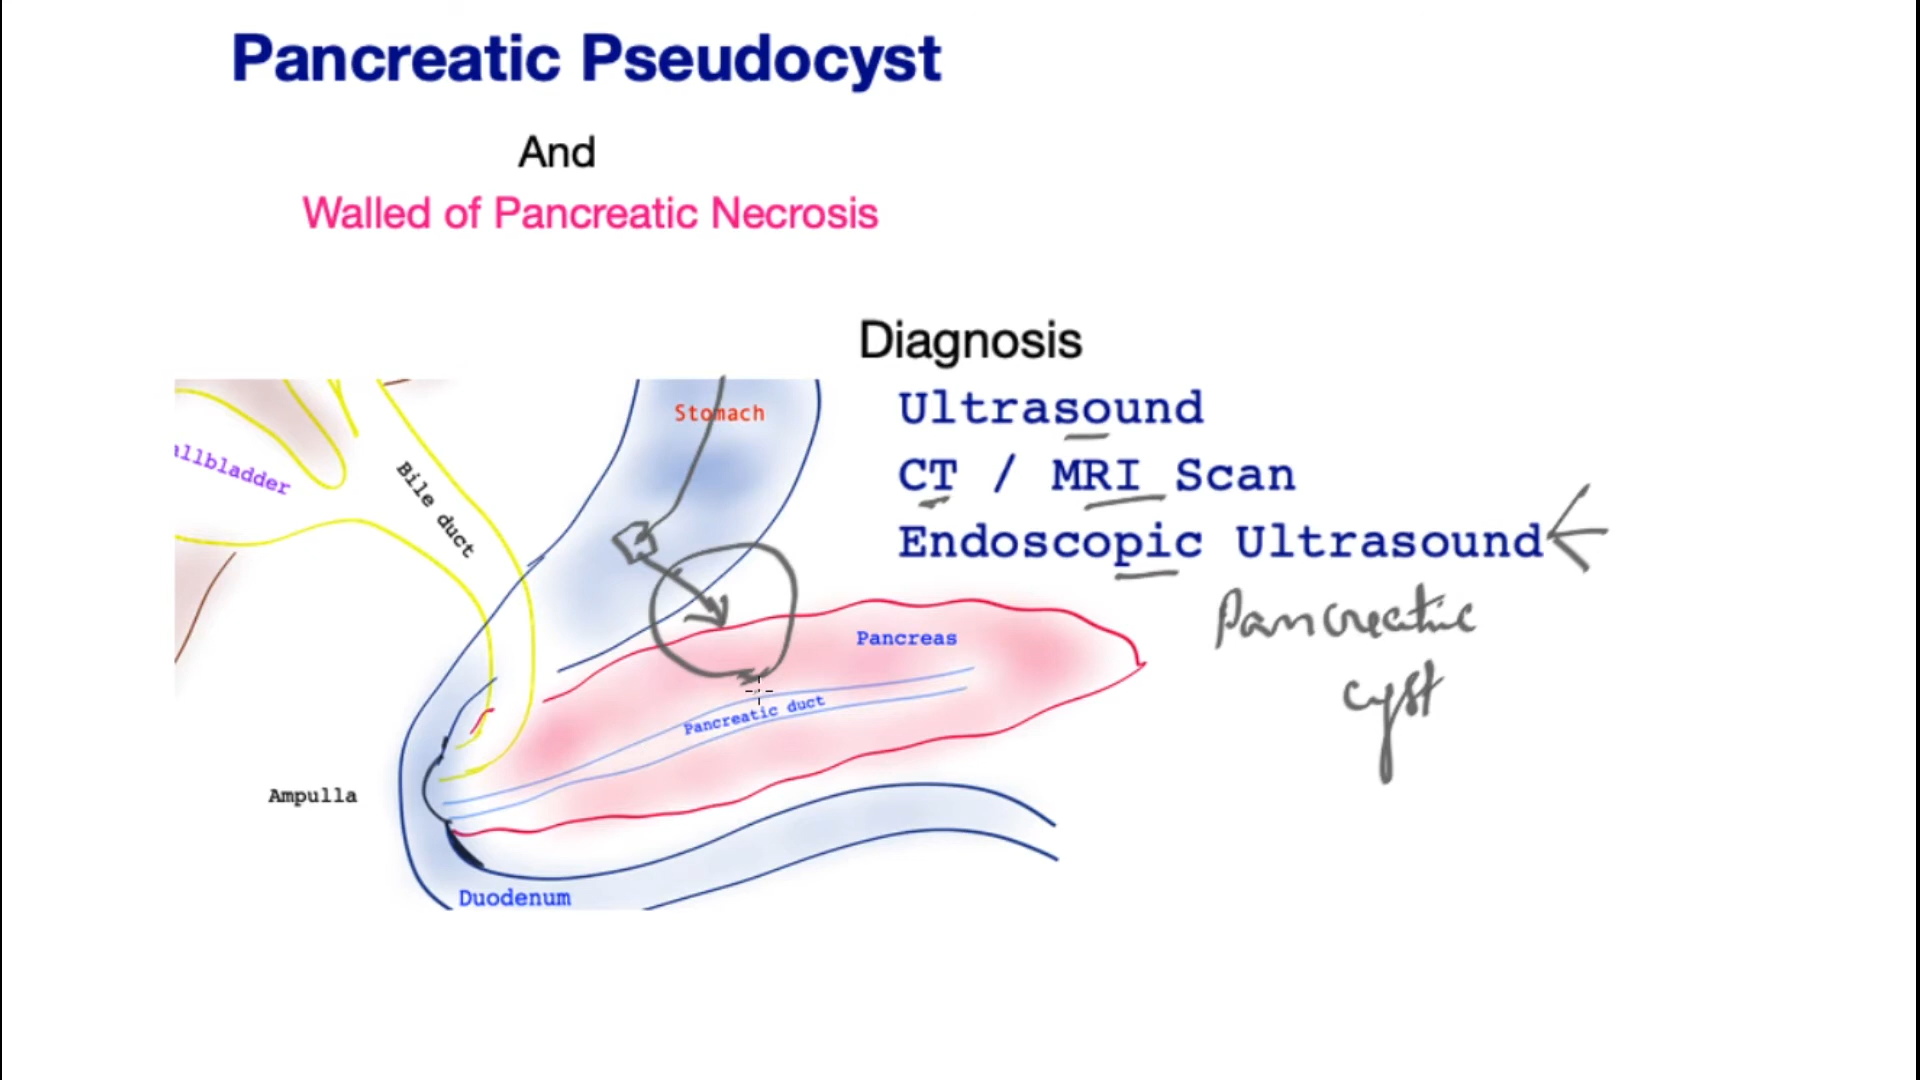 Pancreatic Pseudocyst
And
Walled of Pancreatic Necrosis
Diagnosis
Ultrasound
CT / MRI Scan
Endoscopic Ultrasound
Pancreatic
cyst
Stomach
allbladder
Bile duct
Pancreas
Pancreatic duct
Ampulla
Duodenum